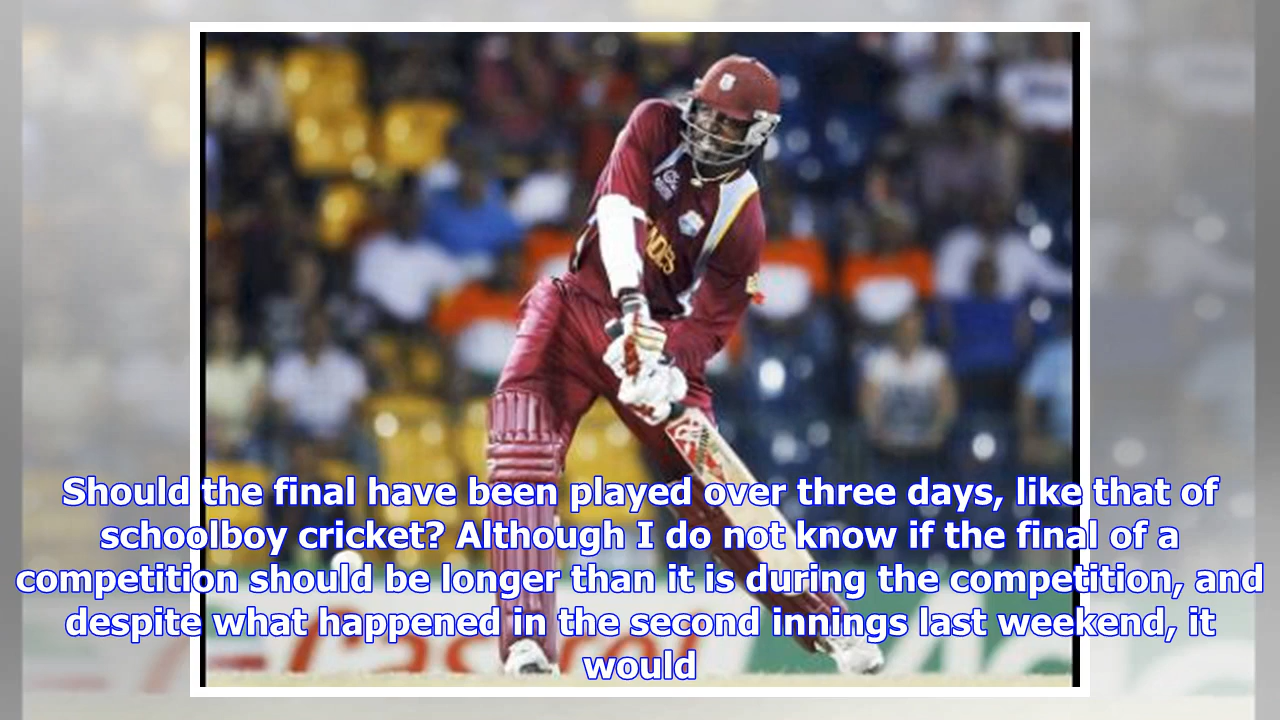 Should the final have been played over three days, like that of
schoolboy cricket? Although I do not know if the final of a
competition should be longer than it is during the competition, and
despite what happened in the second innings last weekend, it
would
Castrol